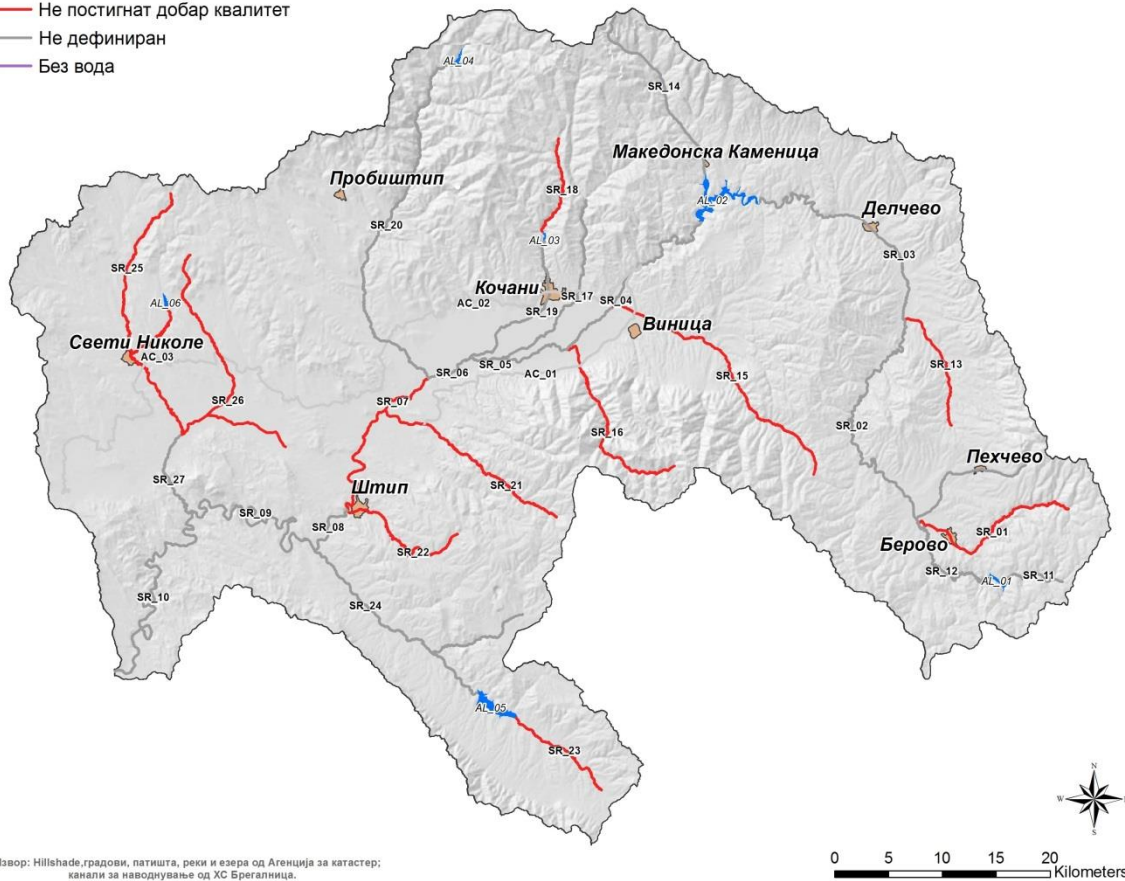 Не постигнат добар квалитет
Не дефиниран
Без вода
AL_04
SR_14
Македонска Каменица
Пробиштип
SR_18
AL_02
Делчево
SR_20
AL_03
SR_03
SR_25
Кочани
SR_17
AL_06
AC_02
SR_19
SR_04
Виница
Свети Николе
AC_03
SR_05
SR_06
AC_01
SR_15
SR_13
SR_26
SR_07
SR_16
SR_02
Пехчево
SR_27
Штип
SR_21
SR_09
SR_08
SR_01
Берово
SR_22
SR_12
AL_01
SR_11
SR_10
SR_24
AL_05
SR_23
N
W
S
звор: Hillshade,градови, патишта, реки и езера од Агенција за катастер;
канали за наводнување од ХС Брегалница.
0 5 10 15 20
Kilometers